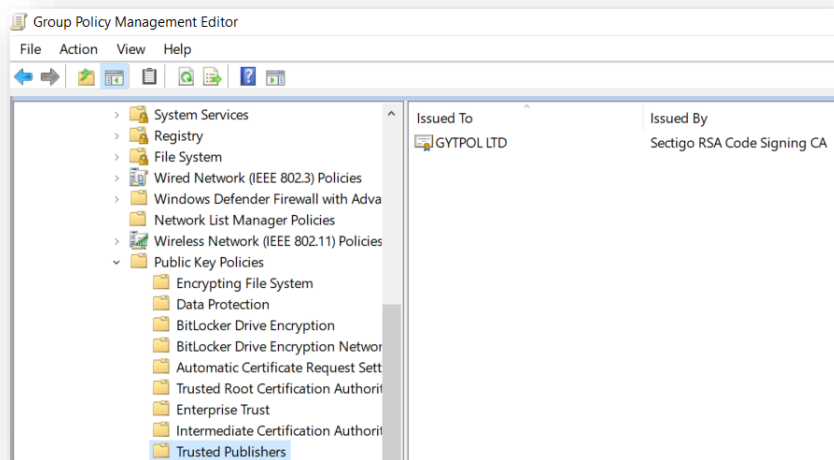 Group Policy Management Editor
File Action View Help
System Services
Registry
File System
Wired Network (IEEE 802.3) Policies
Windows Defender Firewall with Adva
Network List Manager Policies
Wireless Network (IEEE 802.11) Policies
Public Key Policies
Encrypting File System
Data Protection
BitLocker Drive Encryption
BitLocker Drive Encryption Networ
Automatic Certificate Request Sett
Trusted Root Certification Authorit
Enterprise Trust
Intermediate Certification Authorit
Trusted Publishers
Issued To Issued By
GYTPOL LTD Sectigo RSA Code Signing CA